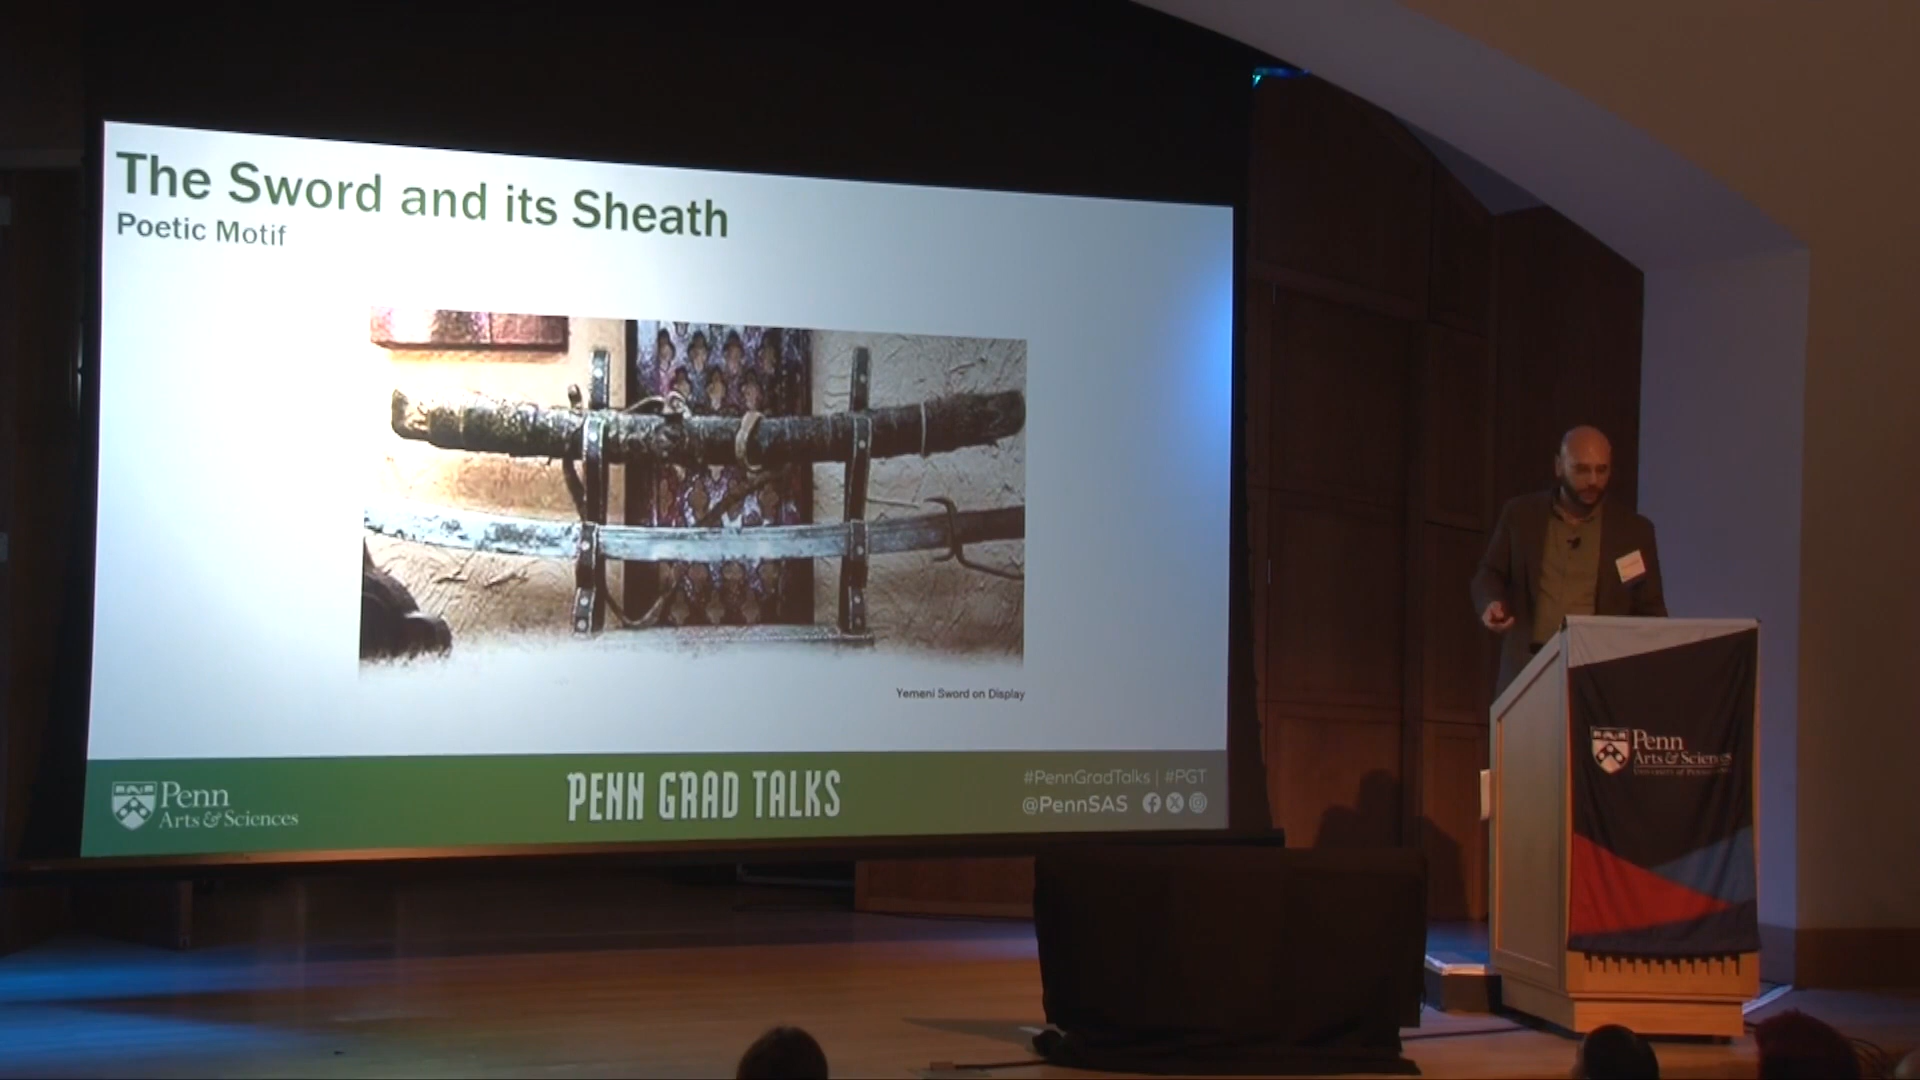 The Sword and its Sheath
Poetic Motif
Yemeni Sword on Display
Penn
Arts & Sciences
PENN GRAD TALKS
#PennGradTalks | #PGT
@PennSAS
Penn
Arts & Sciences